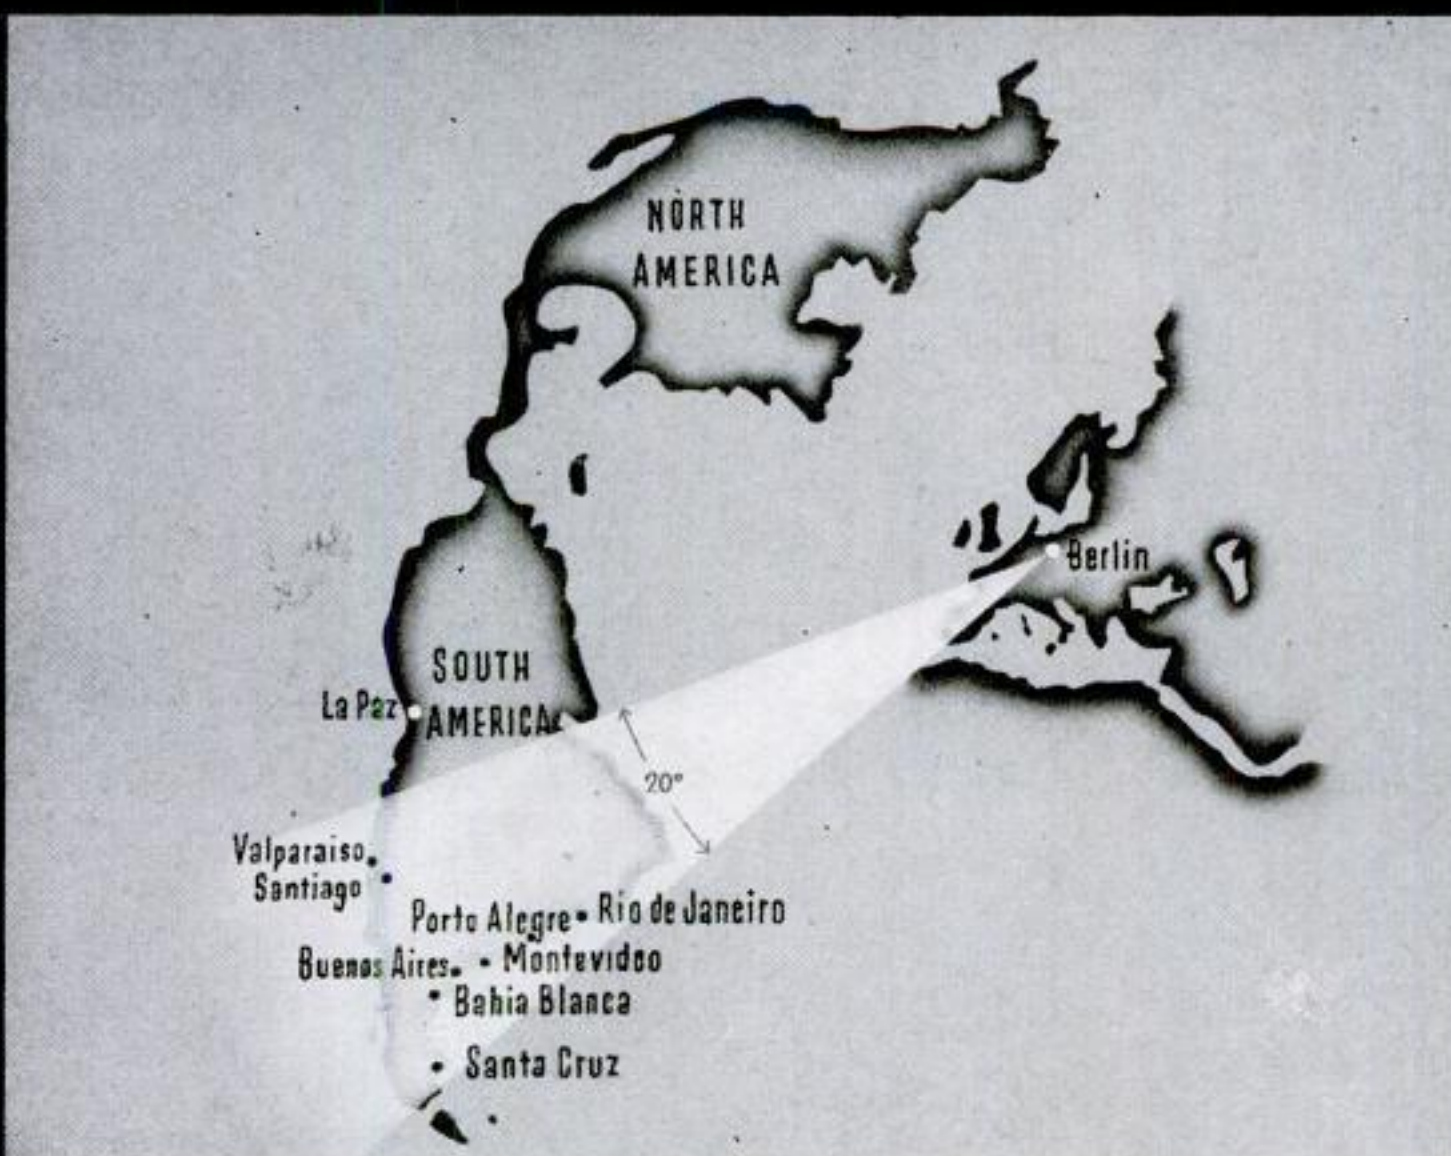 NORTH
AMERICA
Berlin
SOUTH
AMERICA
La Paz
20°
Valparaiso
Santiago
Porto Alegre
Rio de Janeiro
Buenos Aires
Montevideo
Bahia Blanca
Santa Cruz